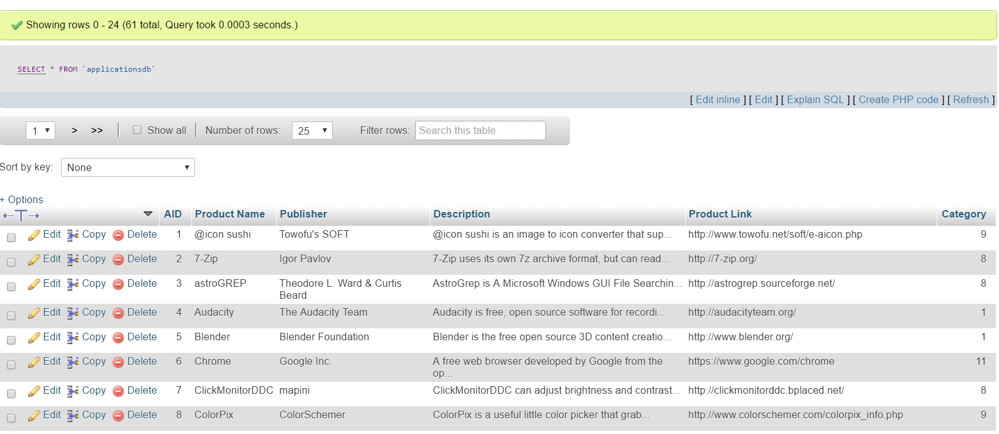 Showing rows 0 - 24 (61 total, Query took 0.0003 seconds.)
SELECT * FROM `applicationsdb`
[ Edit inline ] [ Edit ] [ Explain SQL ] [ Create PHP code ] [ Refresh ]
1 > >> Show all Number of rows: 25 Filter rows: Search this table
Sort by key: None
+ Options
←T→ AID Product Name Publisher Description Product Link Category
Edit Copy Delete 1 @icon sushi Towofu's SOFT @icon sushi is an image to icon converter that sup... http://www.towofu.net/soft/e-aicon.php 9
Edit Copy Delete 2 7-Zip Igor Pavlov 7-Zip uses its own 7z archive format, but can read... http://7-zip.org/ 8
Edit Copy Delete 3 astroGREP Theodore L. Ward & Curtis AstroGrep is A Microsoft Windows GUI File Searchin... http://astrogrep.sourceforge.net/ 8
Beard
Edit Copy Delete 4 Audacity The Audacity Team Audacity is free, open source software for recordi... http://audacityteam.org/ 1
Edit Copy Delete 5 Blender Blender Foundation Blender is the free open source 3D content creatio... http://www.blender.org/ 1
Edit Copy Delete 6 Chrome Google Inc. A free web browser developed by Google from the https://www.google.com/chrome 11
op...
Edit Copy Delete 7 ClickMonitorDDC mapini ClickMonitorDDC can adjust brightness and contrast... http://clickmonitorddc.bplaced.net/ 8
Edit Copy Delete 8 ColorPix ColorSchemer ColorPix is a useful little color picker that grab... http://www.colorschemer.com/colorpix_info.php 9